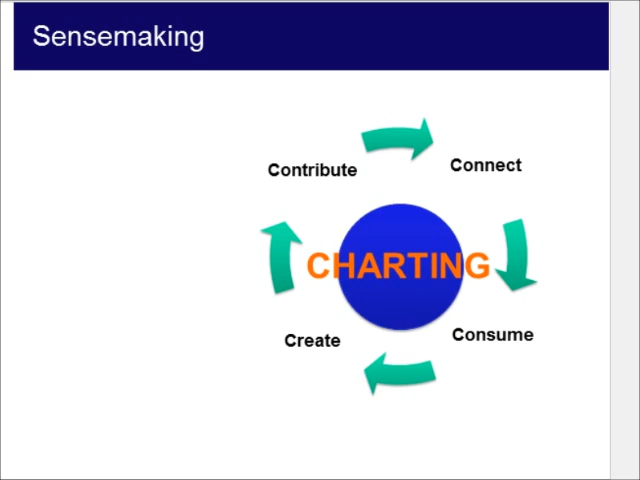 Sensemaking
Contribute
Connect
CHARTING
Create
Consume